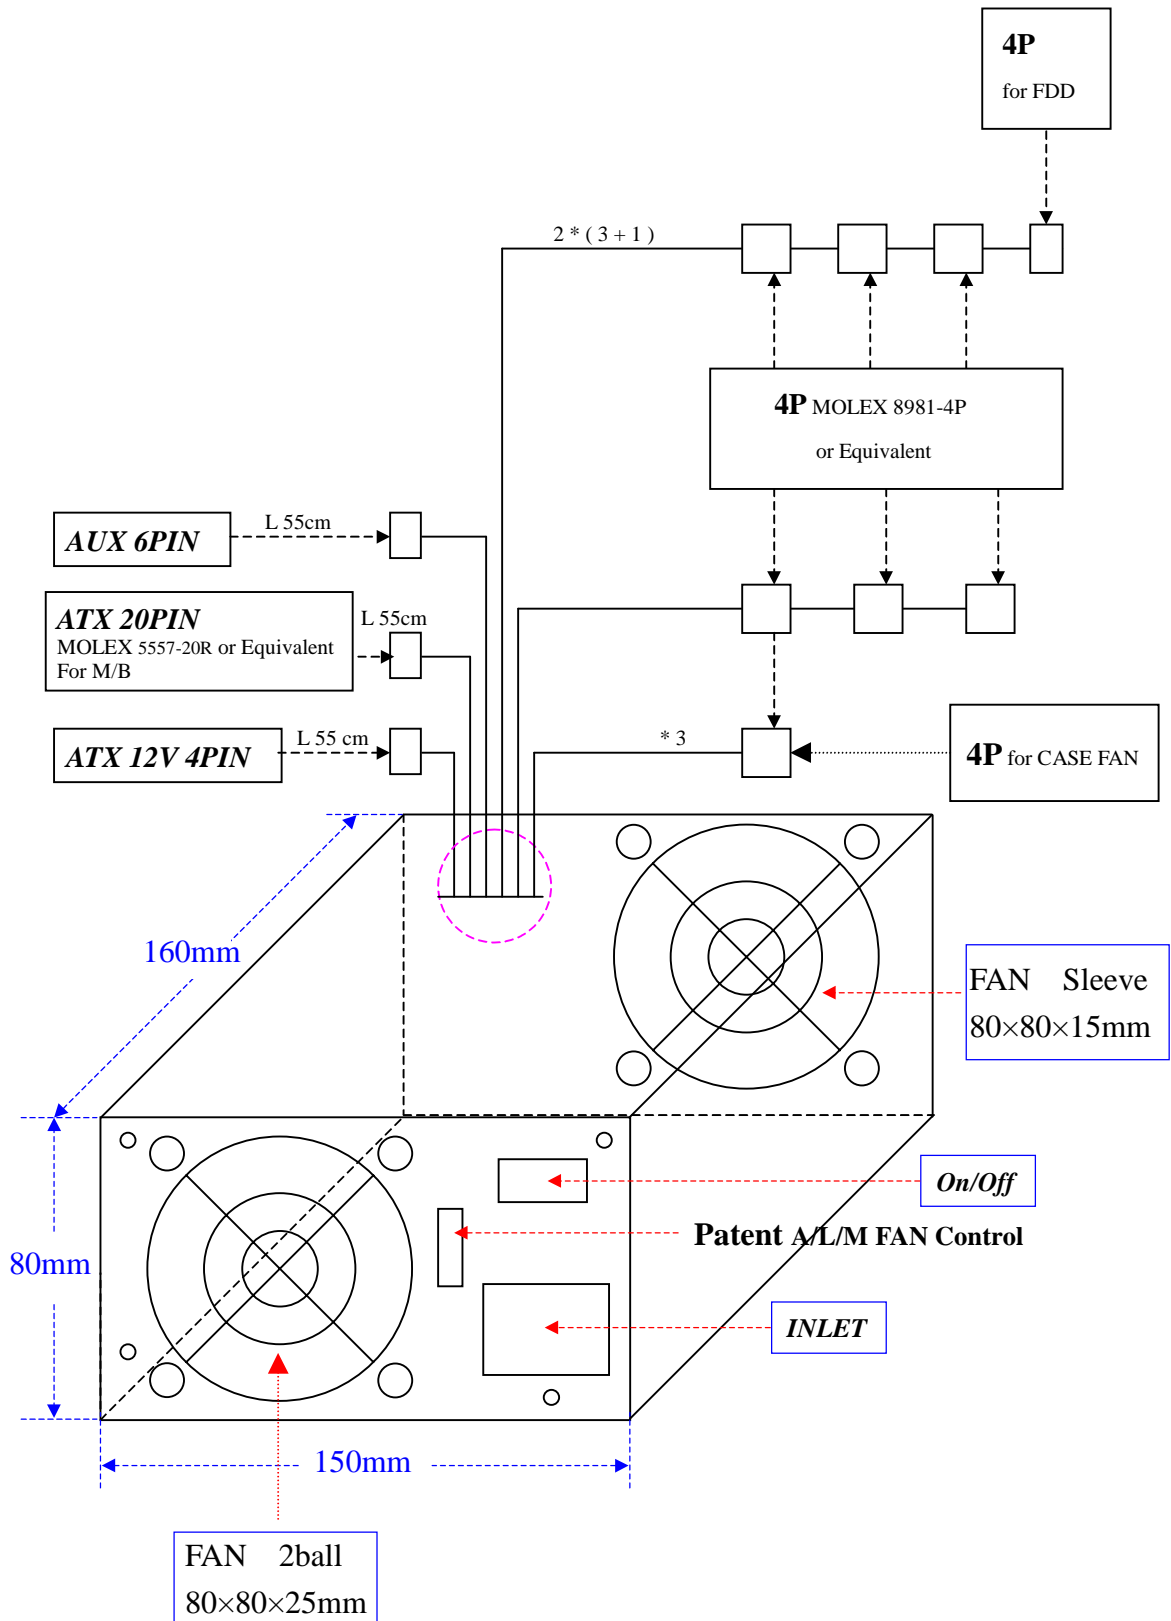 4P
for FDD
2 * ( 3 + 1 )
4P MOLEX 8981-4P
or Equivalent
AUX 6PIN
L 55cm
ATX 20PIN
MOLEX 5557-20R or Equivalent
For M/B
L 55cm
ATX 12V 4PIN
L 55 cm
* 3
4P for CASE FAN
160mm
FAN Sleeve
80×80×15mm
On/Off
Patent A/L/M FAN Control
80mm
INLET
150mm
FAN 2ball
80×80×25mm